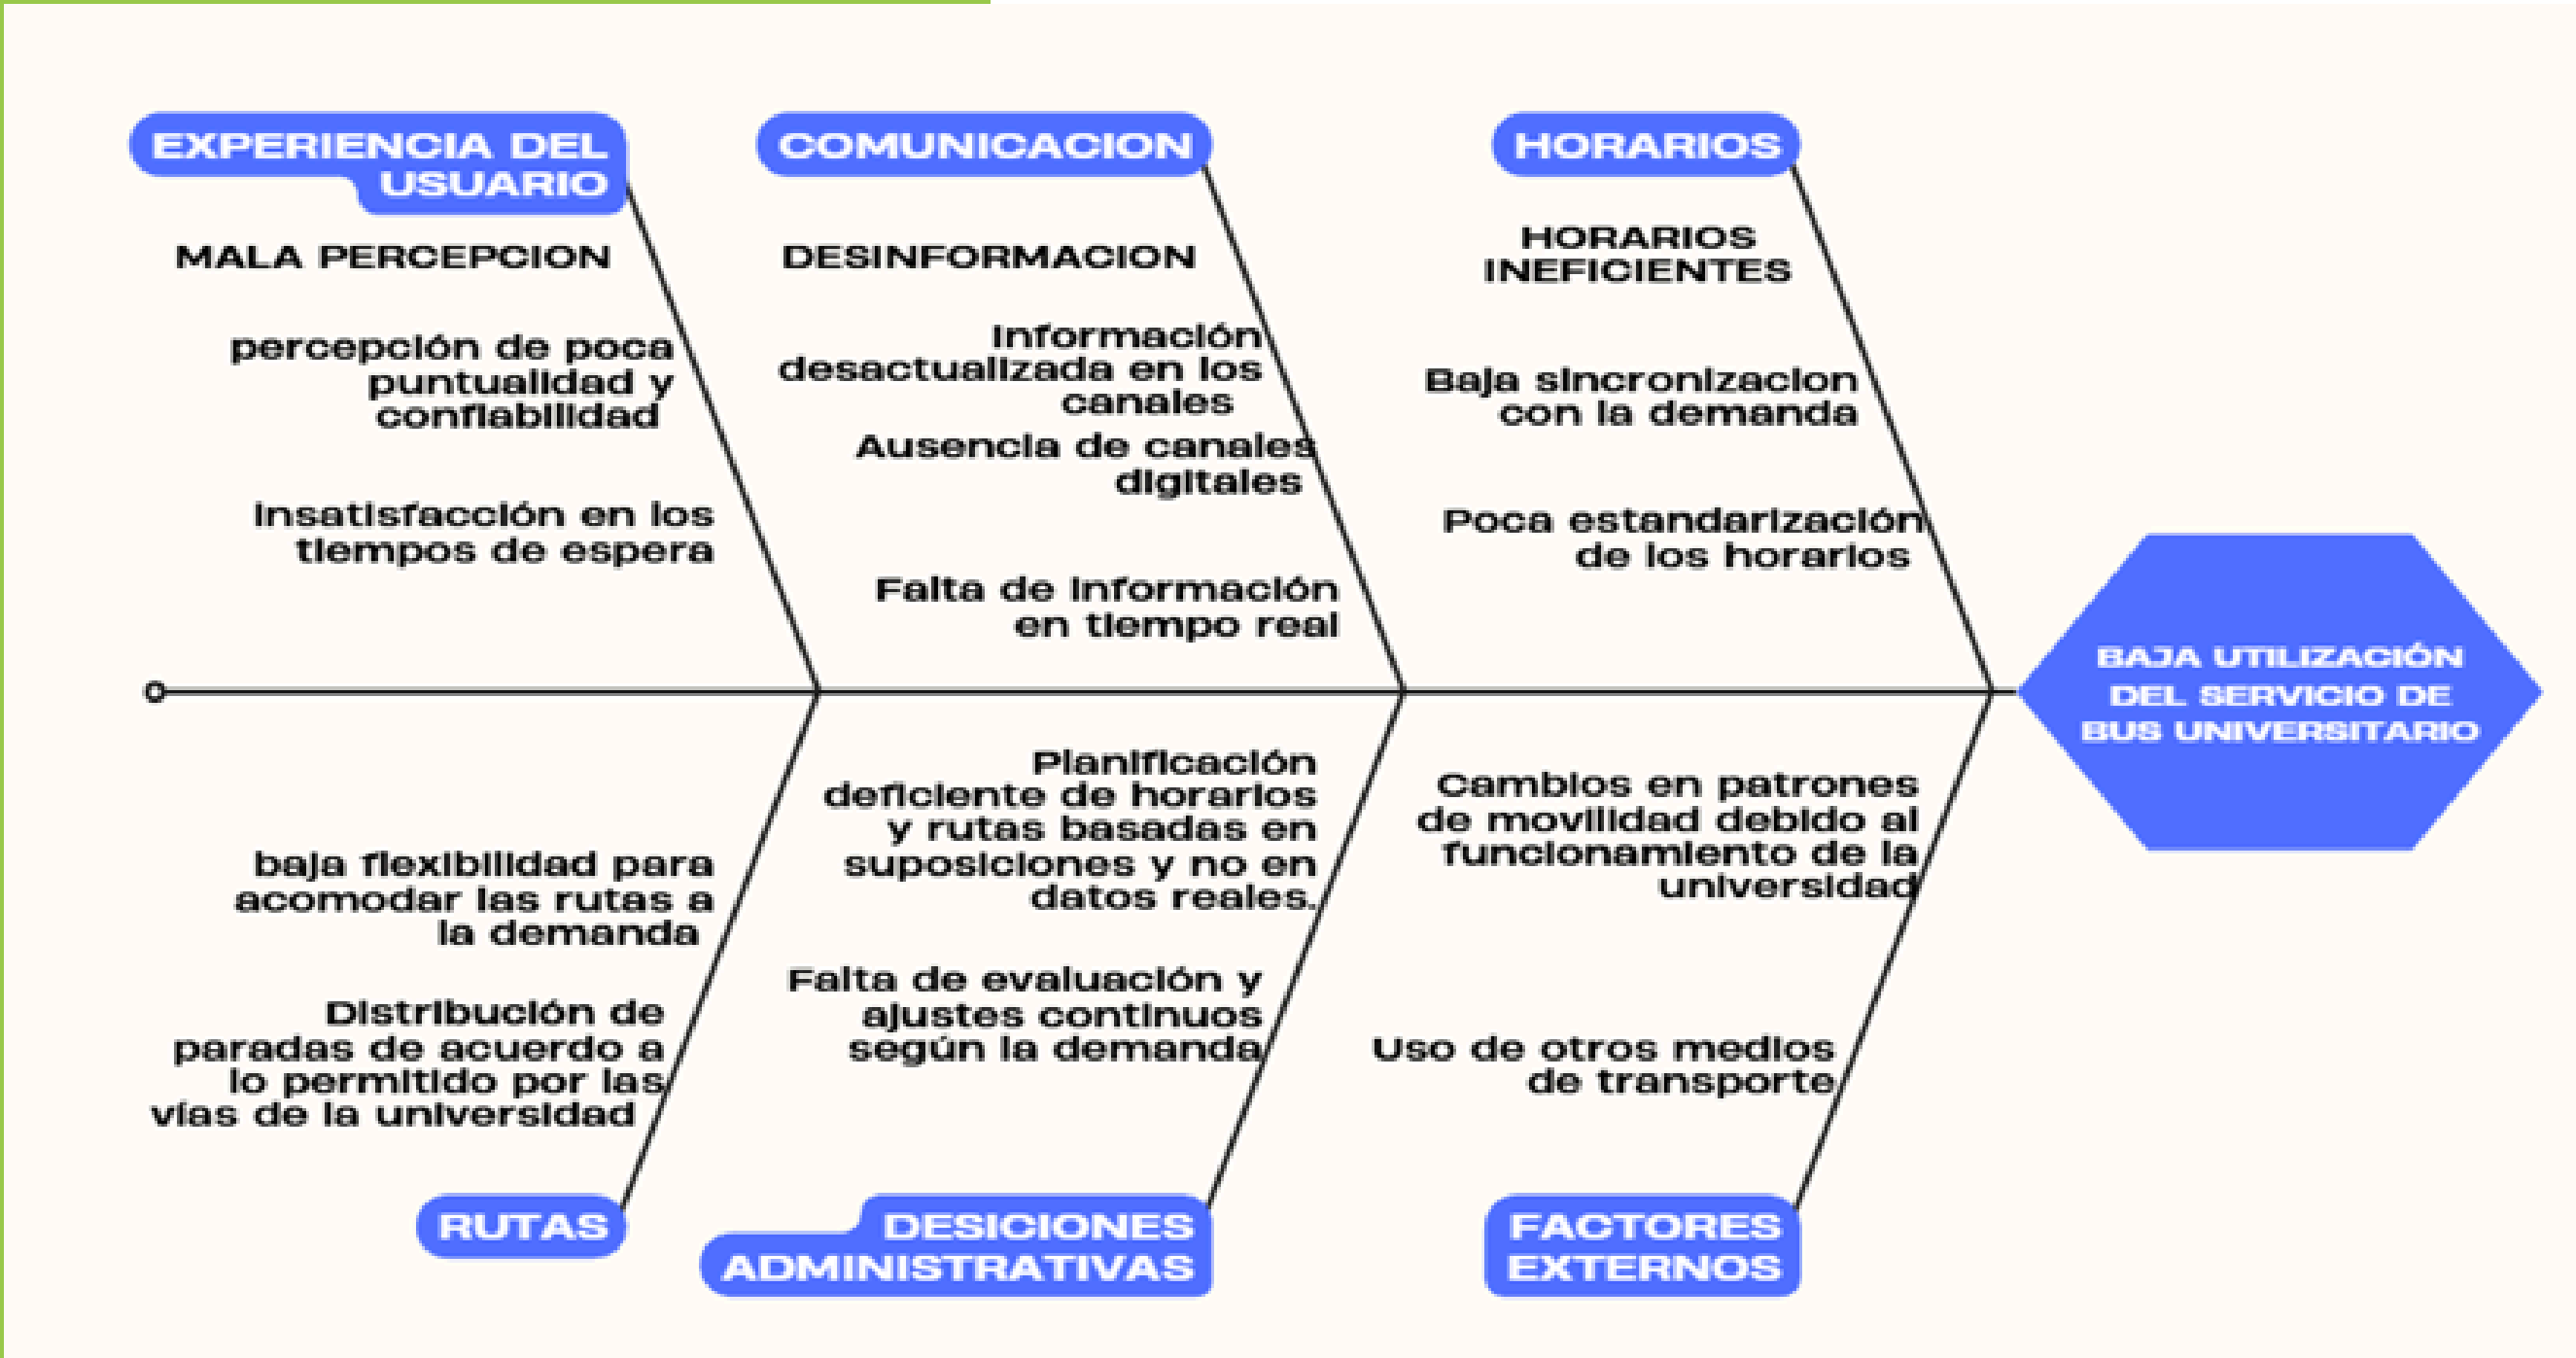 EXPERIENCIA DEL
USUARIO
MALA PERCEPCION
percepción de poca
puntualidad y
confiabilidad
insatisfacción en los
tiempos de espera
COMUNICACION
DESINFORMACION
Información
desactualizada en los
canales
Ausencia de canales
digitales
Falta de información
en tiempo real
HORARIOS
HORARIOS
INEFICIENTES
Baja sincronizacion
con la demanda
Poca estandarización
de los horarios
BAJA UTILIZACIÓN
DEL SERVICIO DE
BUS UNIVERSITARIO
baja flexibilidad para
acomodar las rutas a
la demanda
Distribución de
paradas de acuerdo a
lo permitido por las
vías de la universidad
RUTAS
Planificación
deficiente de horarios
y rutas basadas en
suposiciones y no en
datos reales.
Falta de evaluación y
ajustes continuos
según la demanda
DESICIONES
ADMINISTRATIVAS
Cambios en patrones
de movilidad debido al
funcionamiento de la
universidad
Uso de otros medios
de transporte
FACTORES
EXTERNOS